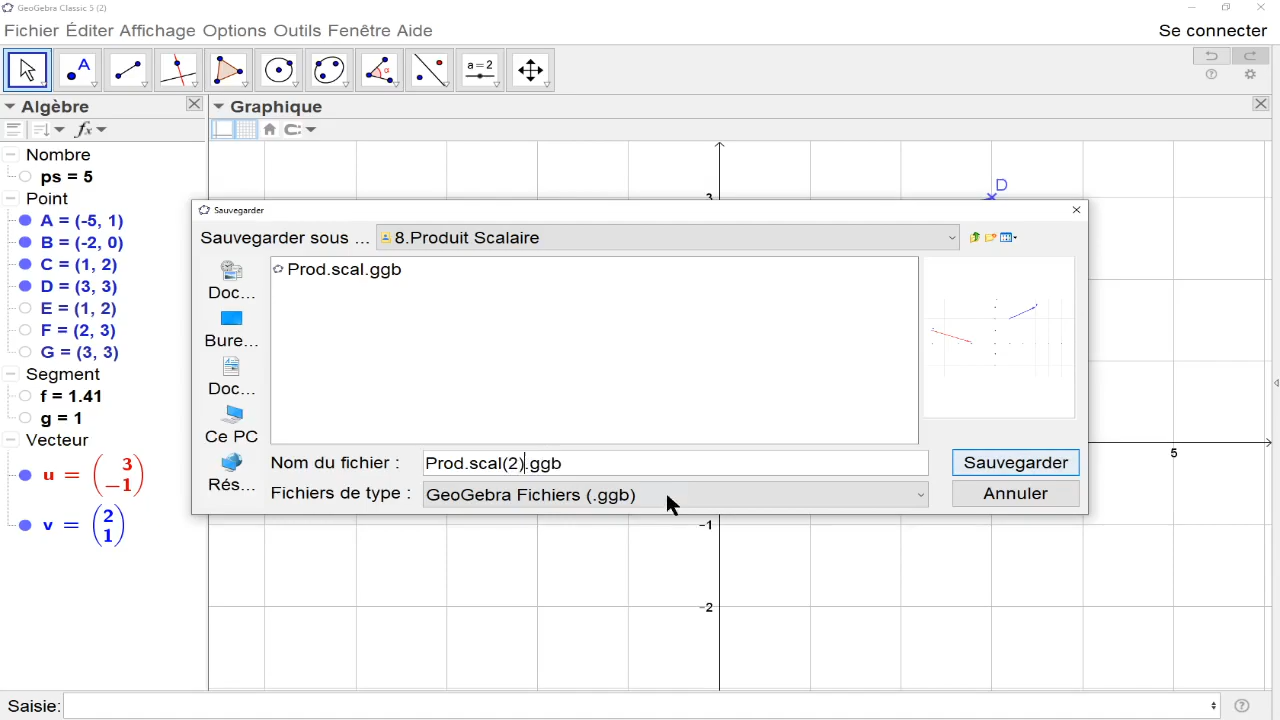 GeoGebra Classic 5 (2)
Fichier Éditer Affichage Options Outils Fenêtre Aide
Se connecter
A
α
a = 2
Algèbre
Graphique
fx
Nombre
ps = 5
Point
A = (-5, 1)
B = (-2, 0)
C = (1, 2)
D = (3, 3)
E = (1, 2)
F = (2, 3)
G = (3, 3)
Segment
f = 1.41
g = 1
Vecteur
u = ( 3
−1 )
v = ( 2
1 )
D
3
Sauvegarder
Sauvegarder sous ...
8.Produit Scalaire
Prod.scal.ggb
Doc...
Bure...
Doc...
Ce PC
Rés...
Nom du fichier :
Prod.scal(2).ggb
Sauvegarder
Fichiers de type :
GeoGebra Fichiers (.ggb)
Annuler
5
−1
−2
Saisie: